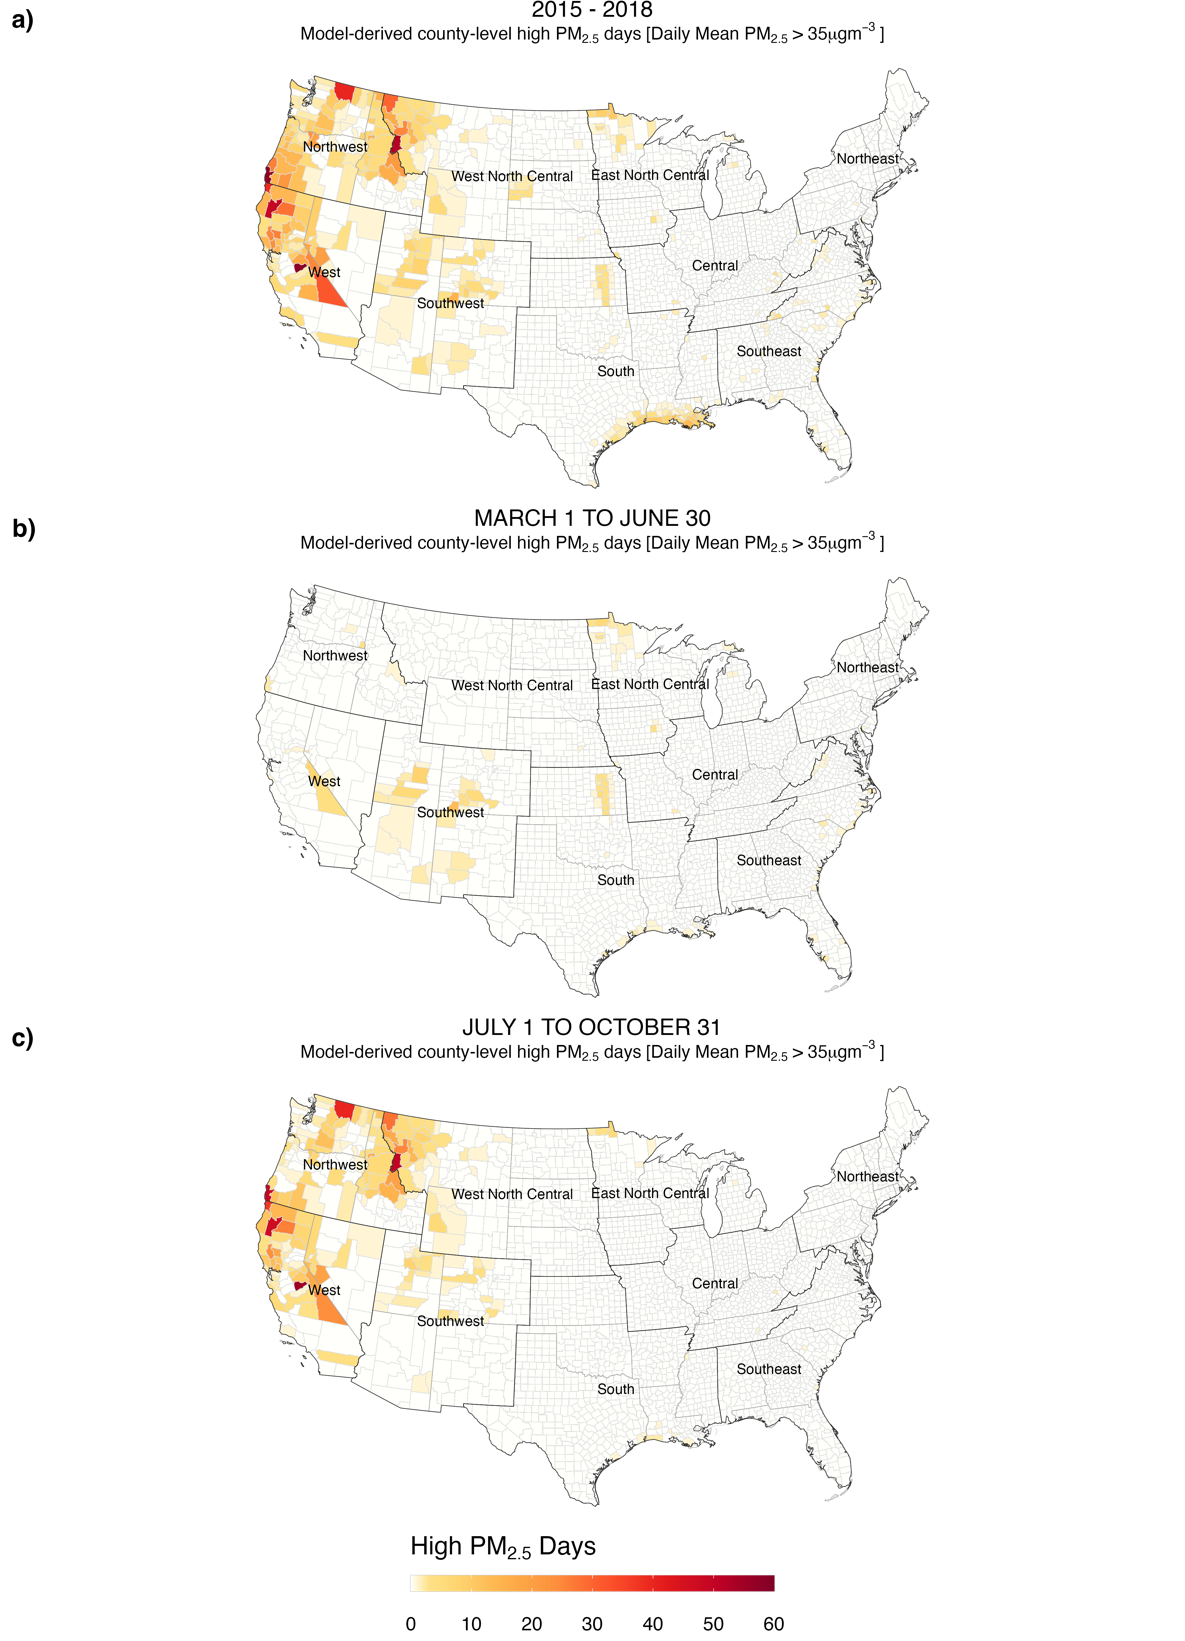 a)
2015 - 2018
Model-derived county-level high PM2.5 days [Daily Mean PM2.5 > 35μgm−3 ]
Northwest
West North Central
East North Central
Northeast
West
Southwest
Central
South
Southeast
b)
MARCH 1 TO JUNE 30
Model-derived county-level high PM2.5 days [Daily Mean PM2.5 > 35μgm−3 ]
Northwest
West North Central
East North Central
Northeast
West
Southwest
Central
South
Southeast
c)
JULY 1 TO OCTOBER 31
Model-derived county-level high PM2.5 days [Daily Mean PM2.5 > 35μgm−3 ]
Northwest
West North Central
East North Central
Northeast
West
Southwest
Central
South
Southeast
High PM2.5 Days
0 10 20 30 40 50 60